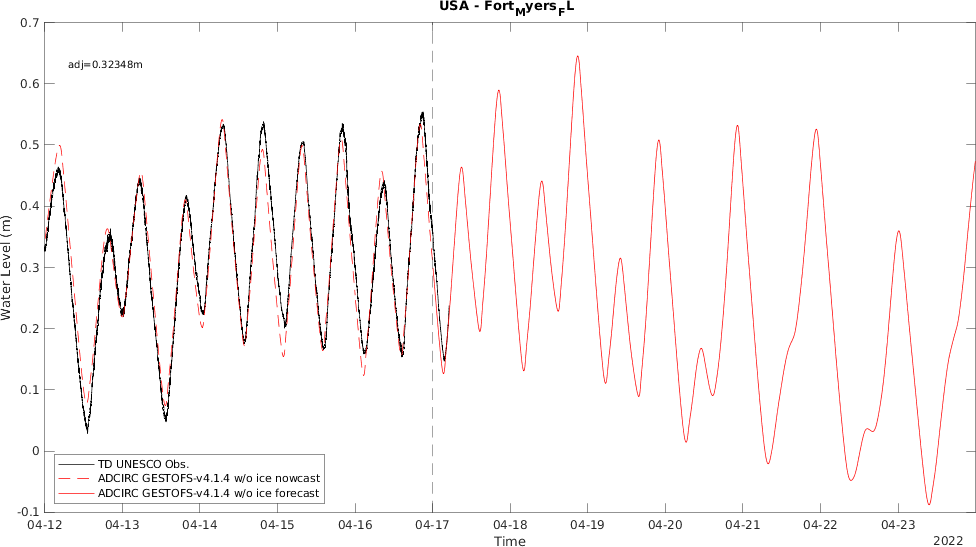 USA - Fort_Myers_FL
adj=0.32348m
0.7
0.6
0.5
0.4
0.3
0.2
0.1
0
-0.1
Water Level (m)
TD UNESCO Obs.
ADCIRC GESTOFS-v4.1.4 w/o ice nowcast
ADCIRC GESTOFS-v4.1.4 w/o ice forecast
04-12 04-13 04-14 04-15 04-16 04-17 04-18 04-19 04-20 04-21 04-22 04-23
Time
2022